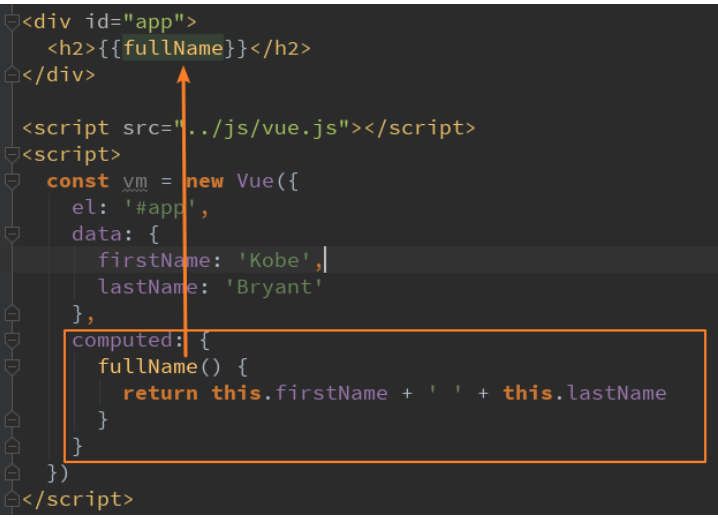 <div id="app">
  <h2>{{fullName}}</h2>
</div>

<script src="../js/vue.js"></script>
<script>
  const vm = new Vue({
    el: '#app',
    data: {
      firstName: 'Kobe',
      lastName: 'Bryant'
    },
    computed: {
      fullName() {
        return this.firstName + ' ' + this.lastName
      }
    }
  })
</script>